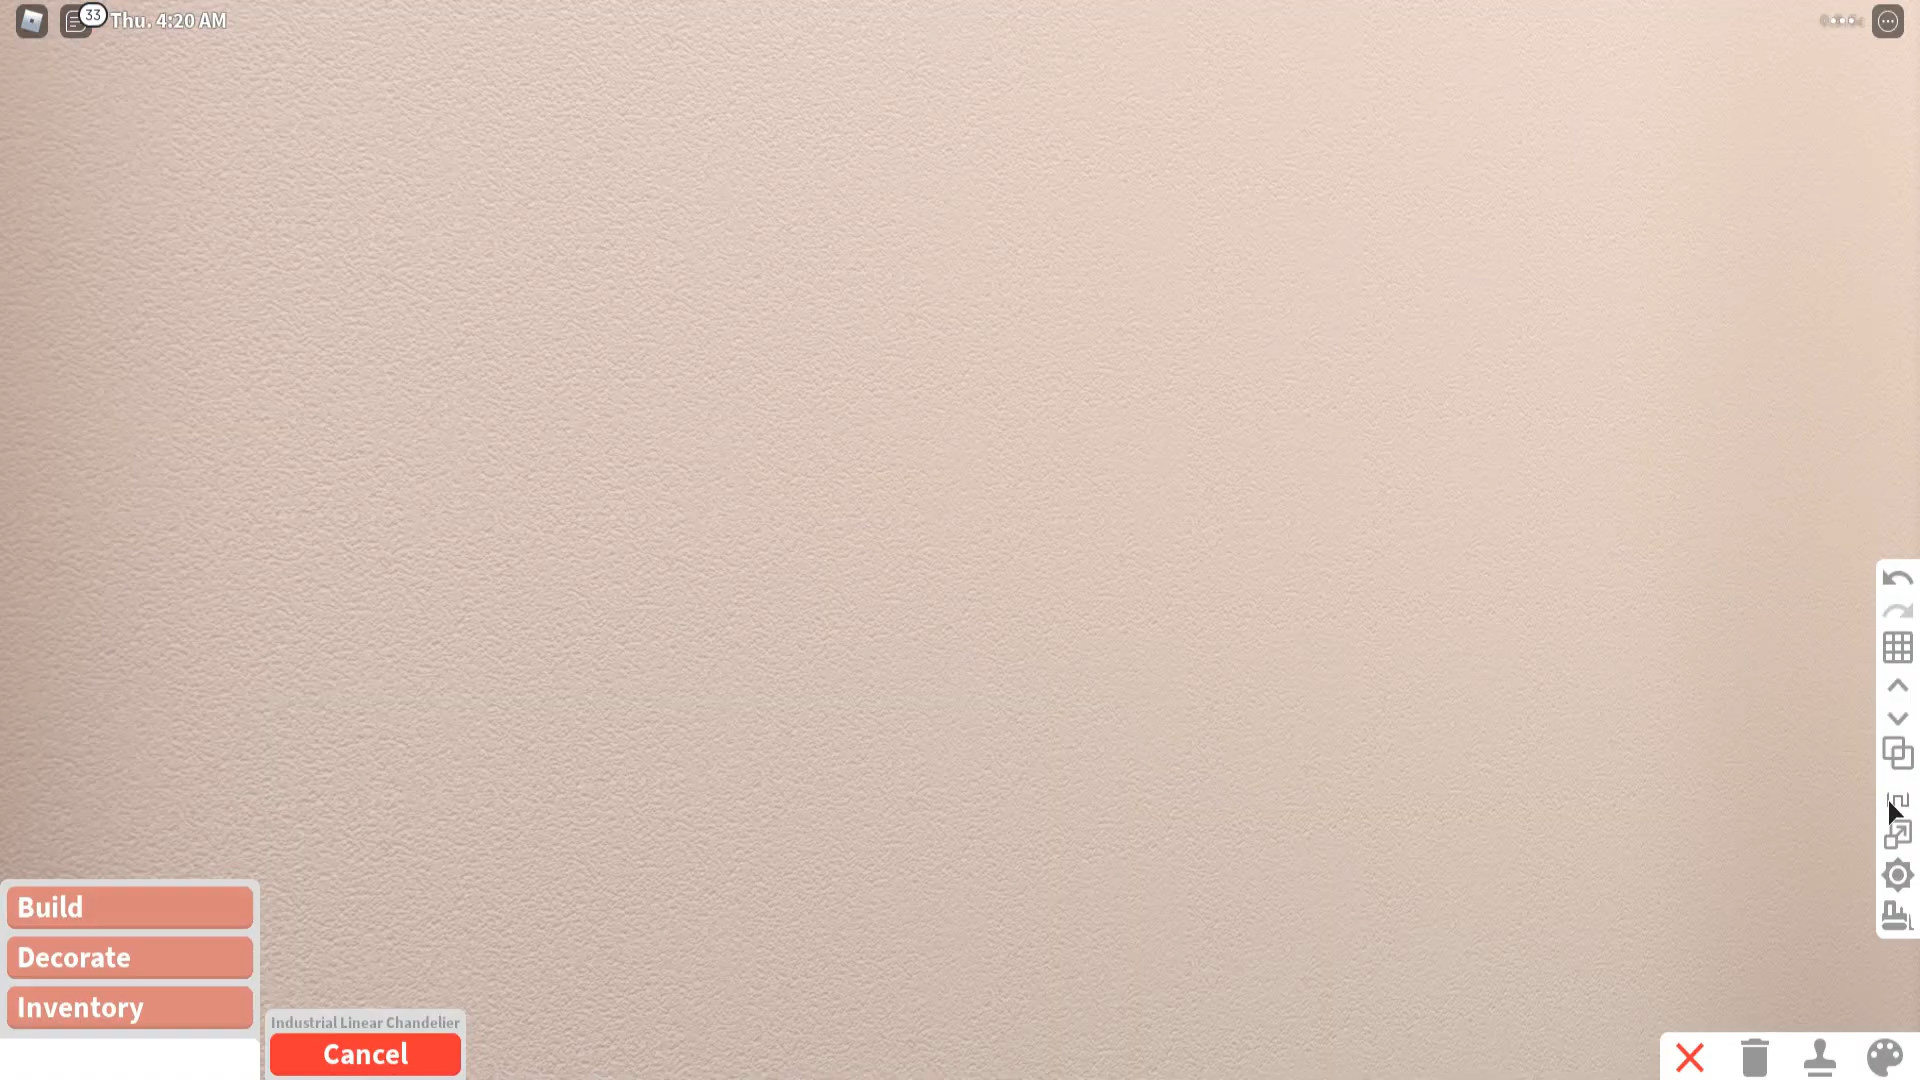 33
Thu. 4:20 AM
Build
Decorate
Inventory
Industrial Linear Chandelier
Cancel